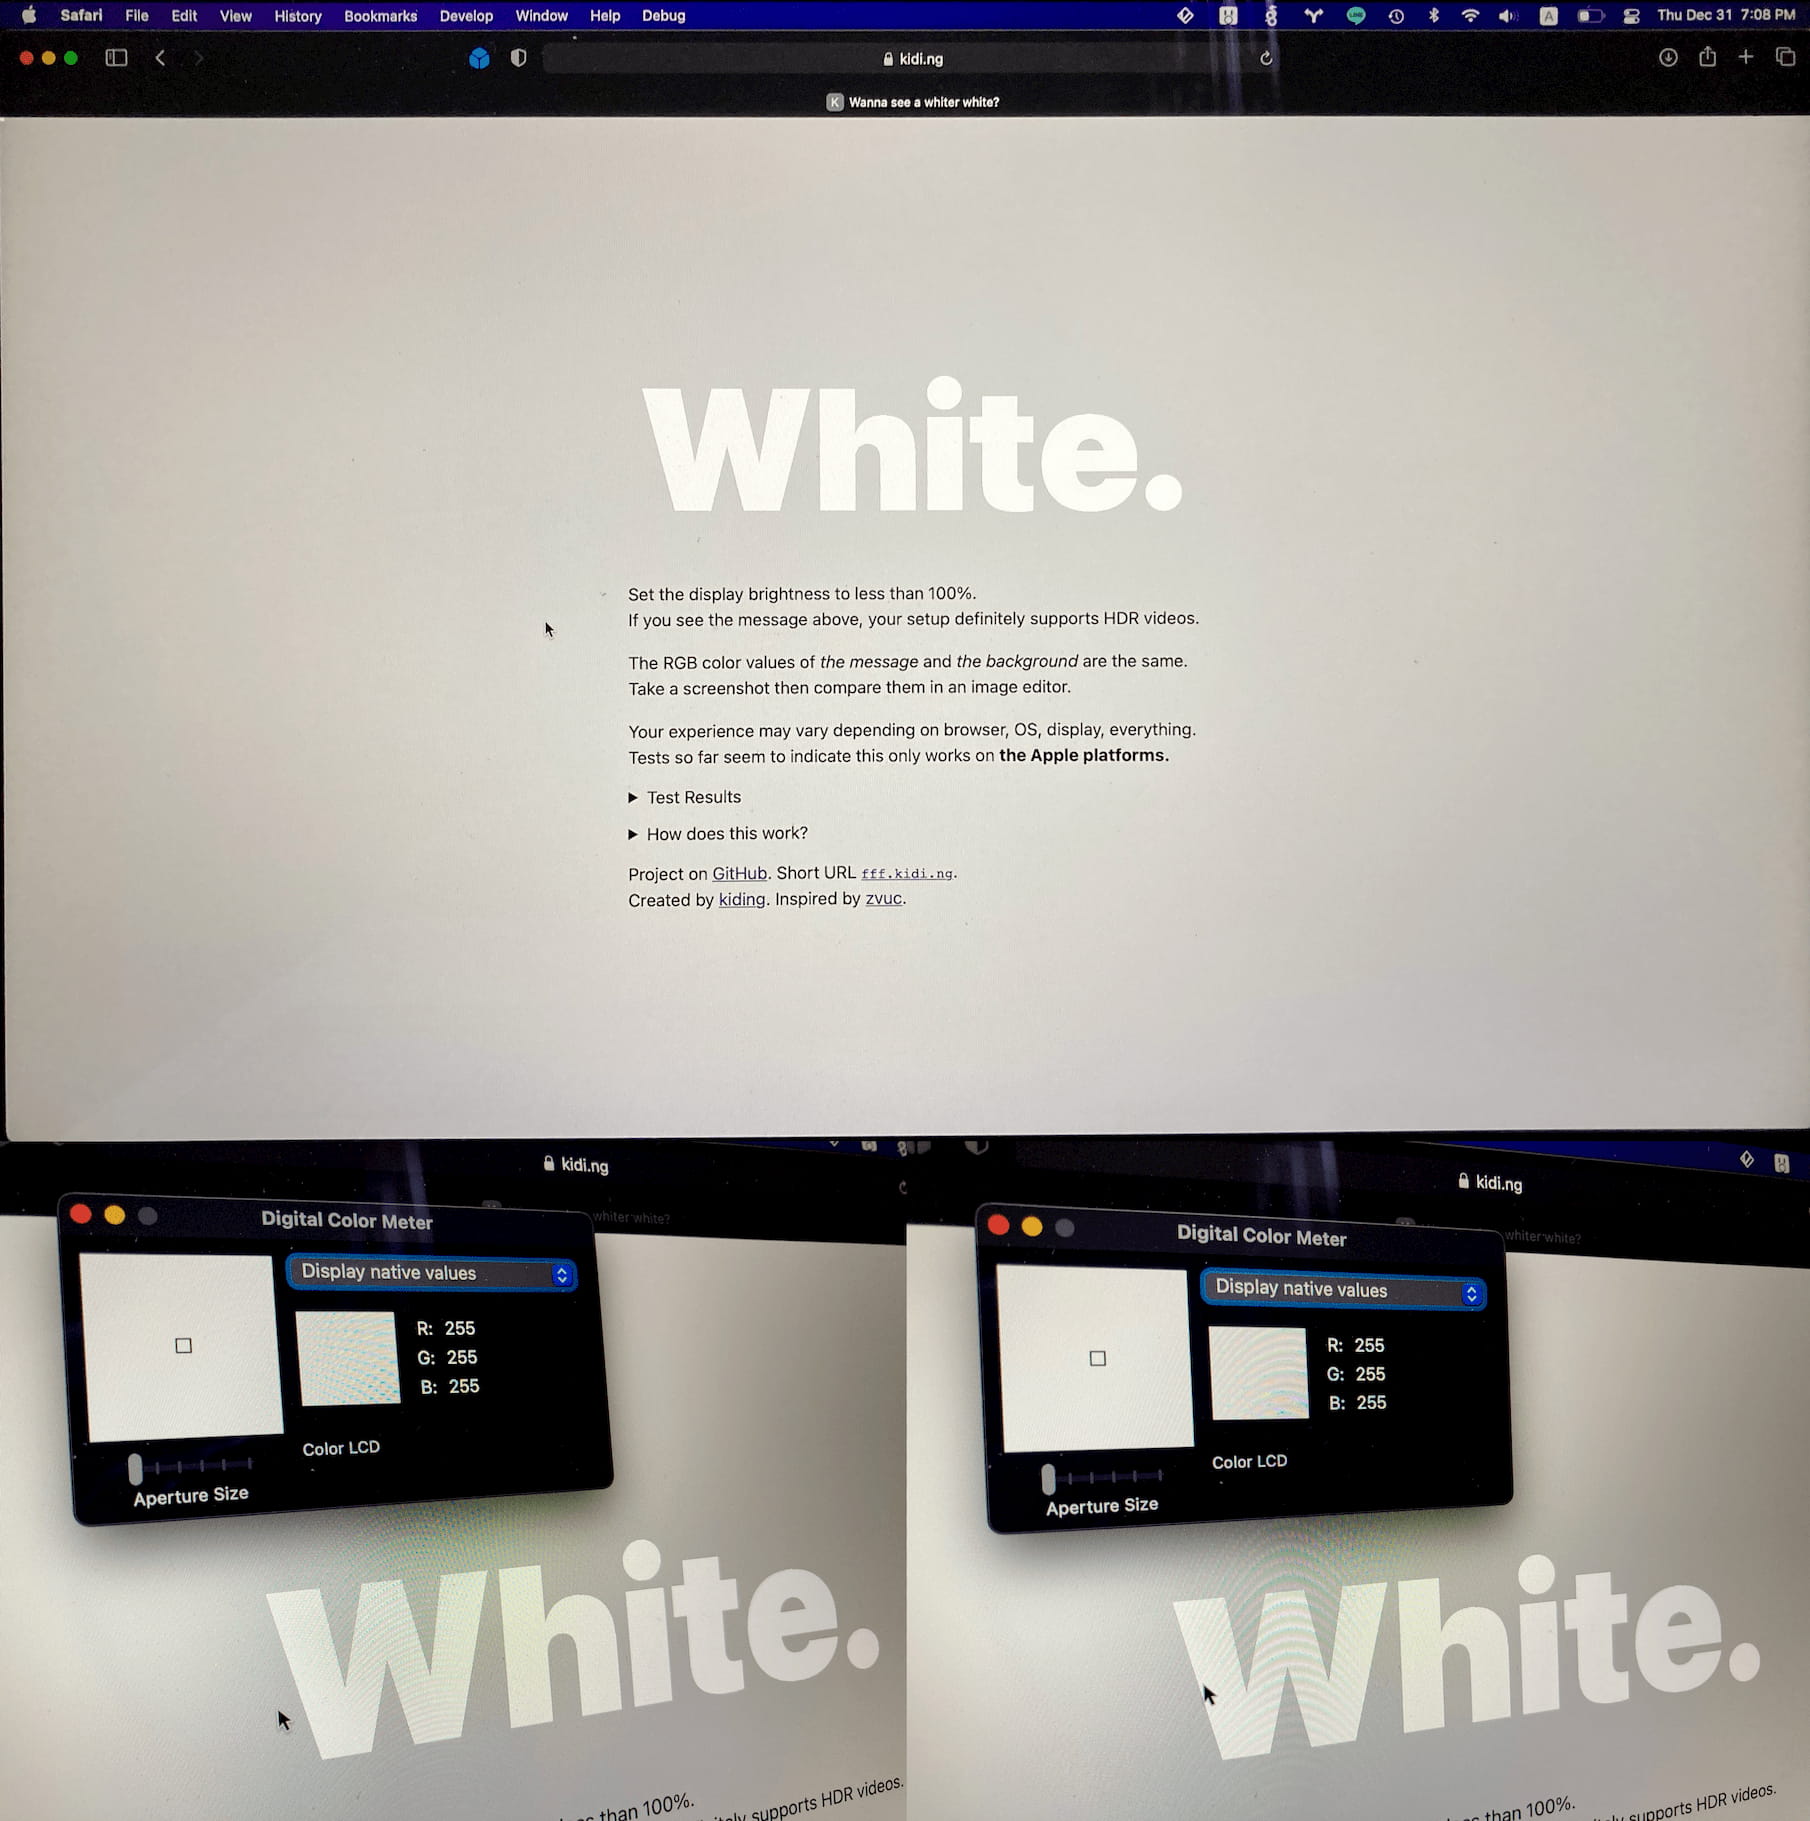 Safari File Edit View History Bookmarks Develop Window Help Debug
LINE A Thu Dec 31 7:08 PM
kidi.ng
K Wanna see a whiter white?
White.
Set the display brightness to less than 100%.
If you see the message above, your setup definitely supports HDR videos.
The RGB color values of the message and the background are the same.
Take a screenshot then compare them in an image editor.
Your experience may vary depending on browser, OS, display, everything.
Tests so far seem to indicate this only works on the Apple platforms.
Test Results
How does this work?
Project on GitHub. Short URL fff.kidi.ng.
Created by kiding. Inspired by zvuc.
kidi.ng
whiter white?
Digital Color Meter
Display native values
R: 255
G: 255
B: 255
Color LCD
Aperture Size
White.
than 100%.
supports HDR videos.
kidi.ng
whiter white?
Digital Color Meter
Display native values
R: 255
G: 255
B: 255
Color LCD
Aperture Size
White.
than 100%.
supports HDR videos.